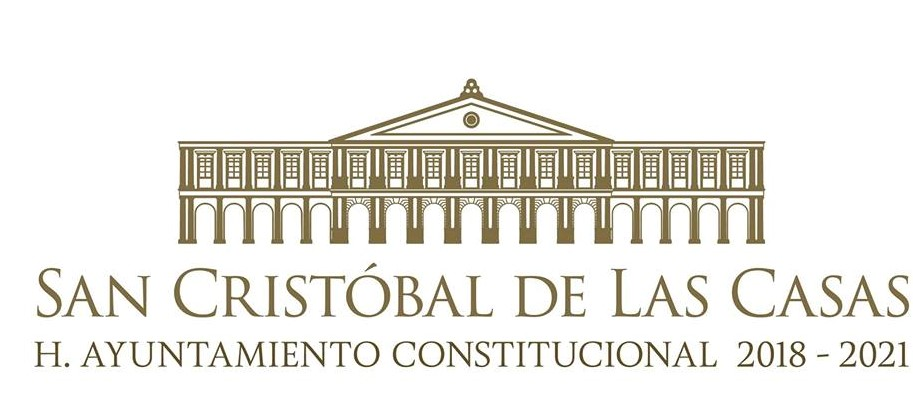 SAN CRISTÓBAL DE LAS CASAS
H. AYUNTAMIENTO CONSTITUCIONAL 2018 - 2021